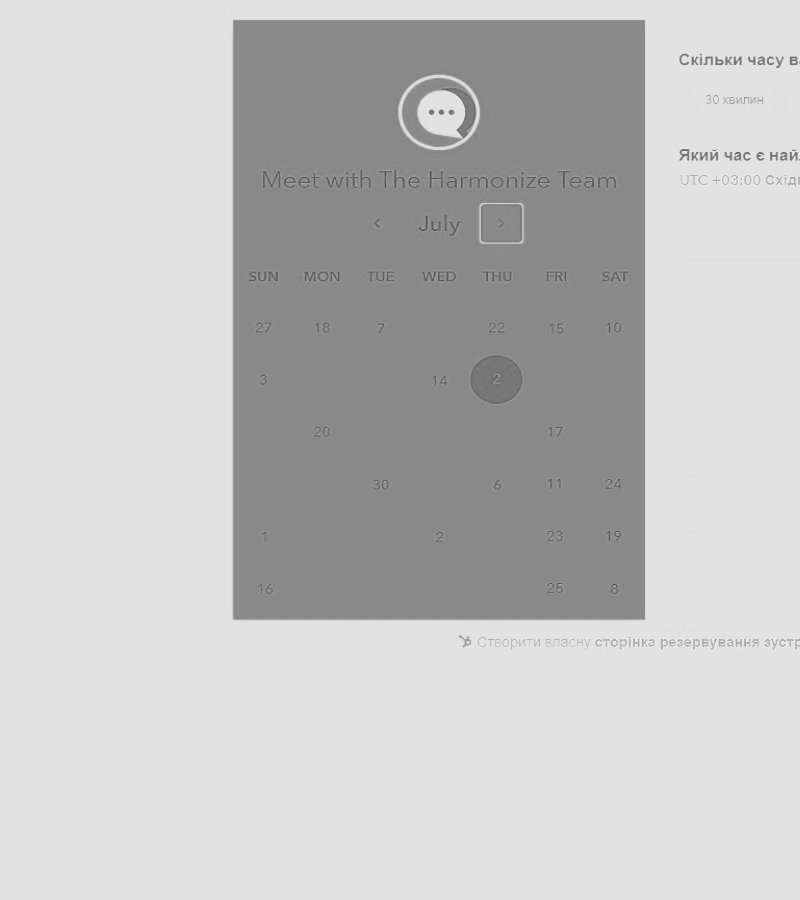 Скільки часу в
30 хвилин
Meet with The Harmonize Team
Який час є най
UTC +03:00 Східн
July
SUN MON TUE WED THU FRI SAT
27 18 7 22 15 10
3 14 2
20 17
30 6 11 24
1 2 23 19
16 25 8
Створити власну сторінка резервування зустр